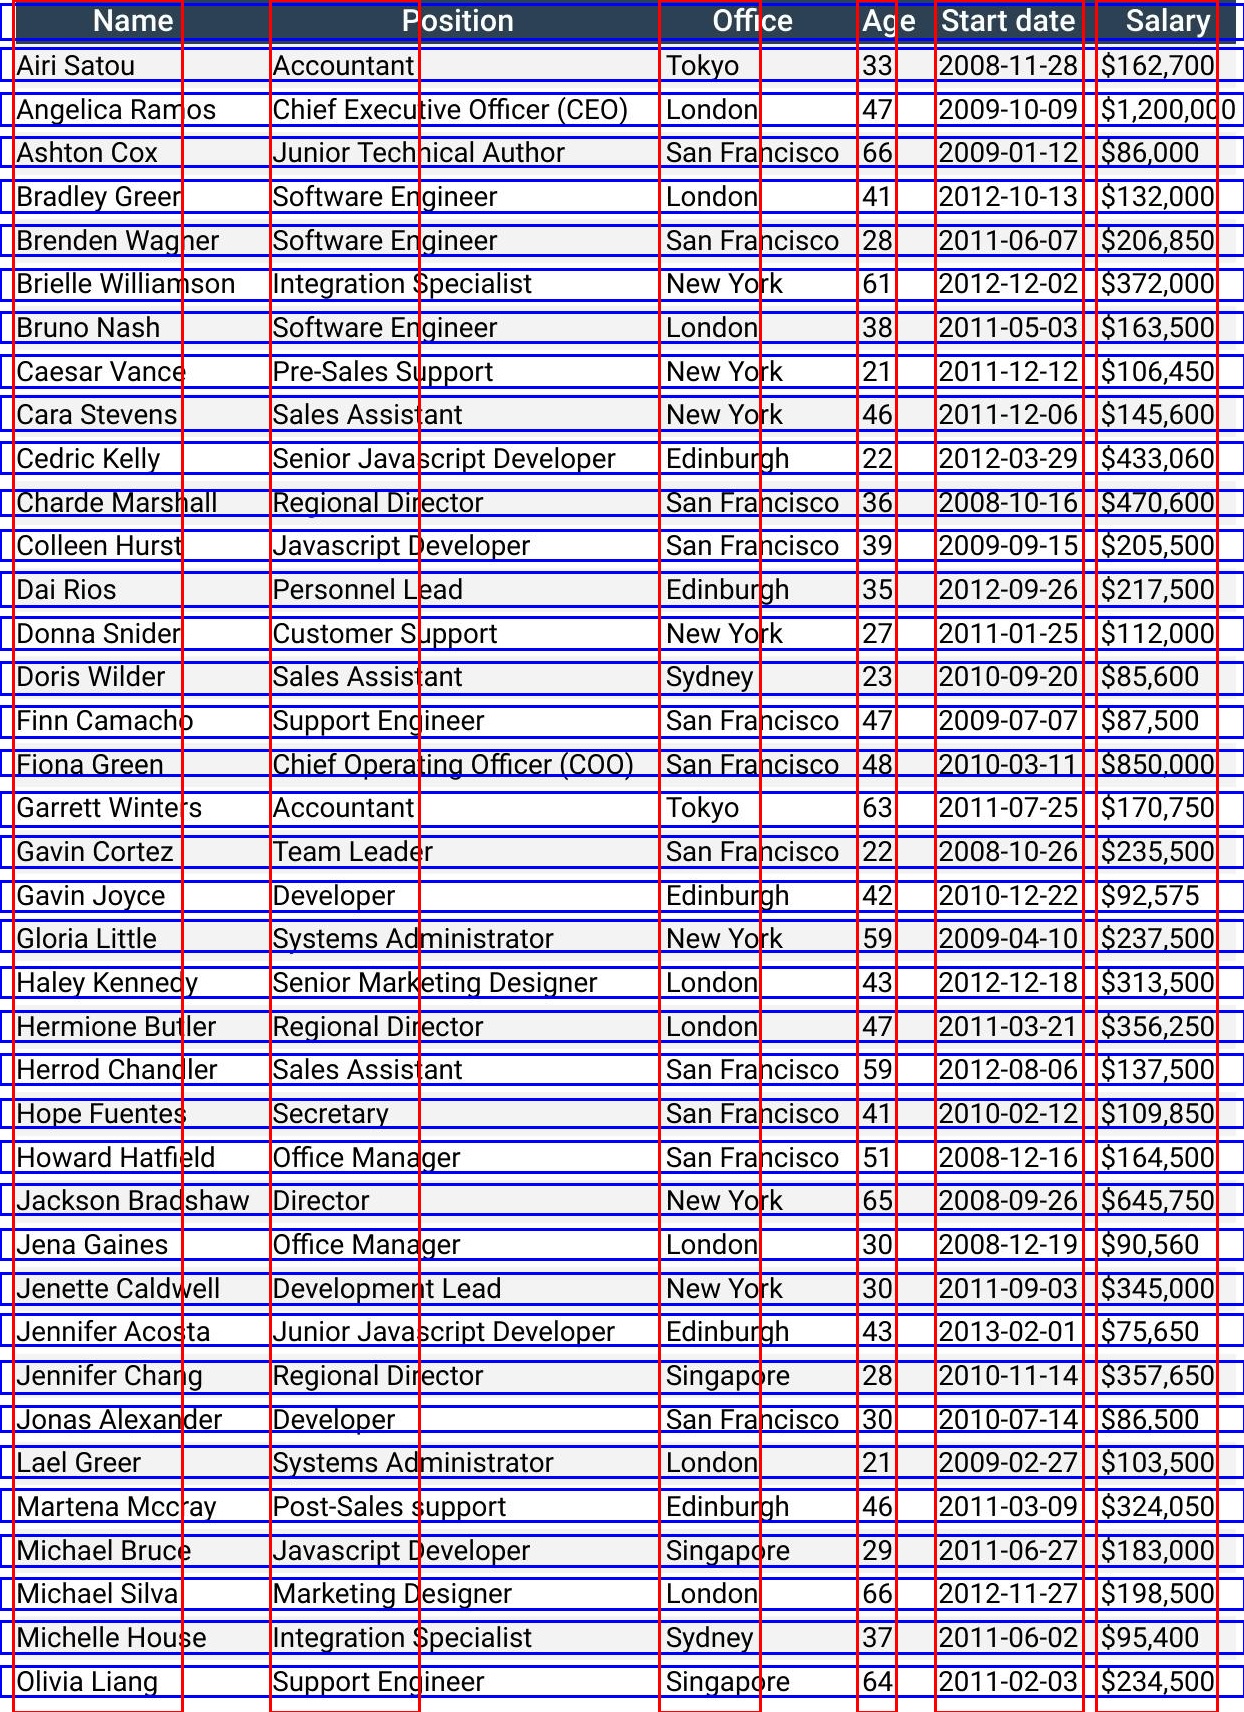 Name Position Office Age Start date Salary
Airi Satou Accountant Tokyo 33 2008-11-28 $162,700
Angelica Ramos Chief Executive Officer (CEO) London 47 2009-10-09 $1,200,000
Ashton Cox Junior Technical Author San Francisco 66 2009-01-12 $86,000
Bradley Greer Software Engineer London 41 2012-10-13 $132,000
Brenden Wagner Software Engineer San Francisco 28 2011-06-07 $206,850
Brielle Williamson Integration Specialist New York 61 2012-12-02 $372,000
Bruno Nash Software Engineer London 38 2011-05-03 $163,500
Caesar Vance Pre-Sales Support New York 21 2011-12-12 $106,450
Cara Stevens Sales Assistant New York 46 2011-12-06 $145,600
Cedric Kelly Senior Javascript Developer Edinburgh 22 2012-03-29 $433,060
Charde Marshall Regional Director San Francisco 36 2008-10-16 $470,600
Colleen Hurst Javascript Developer San Francisco 39 2009-09-15 $205,500
Dai Rios Personnel Lead Edinburgh 35 2012-09-26 $217,500
Donna Snider Customer Support New York 27 2011-01-25 $112,000
Doris Wilder Sales Assistant Sydney 23 2010-09-20 $85,600
Finn Camacho Support Engineer San Francisco 47 2009-07-07 $87,500
Fiona Green Chief Operating Officer (COO) San Francisco 48 2010-03-11 $850,000
Garrett Winters Accountant Tokyo 63 2011-07-25 $170,750
Gavin Cortez Team Leader San Francisco 22 2008-10-26 $235,500
Gavin Joyce Developer Edinburgh 42 2010-12-22 $92,575
Gloria Little Systems Administrator New York 59 2009-04-10 $237,500
Haley Kennedy Senior Marketing Designer London 43 2012-12-18 $313,500
Hermione Butler Regional Director London 47 2011-03-21 $356,250
Herrod Chandler Sales Assistant San Francisco 59 2012-08-06 $137,500
Hope Fuentes Secretary San Francisco 41 2010-02-12 $109,850
Howard Hatfield Office Manager San Francisco 51 2008-12-16 $164,500
Jackson Bradshaw Director New York 65 2008-09-26 $645,750
Jena Gaines Office Manager London 30 2008-12-19 $90,560
Jenette Caldwell Development Lead New York 30 2011-09-03 $345,000
Jennifer Acosta Junior Javascript Developer Edinburgh 43 2013-02-01 $75,650
Jennifer Chang Regional Director Singapore 28 2010-11-14 $357,650
Jonas Alexander Developer San Francisco 30 2010-07-14 $86,500
Lael Greer Systems Administrator London 21 2009-02-27 $103,500
Martena Mccray Post-Sales support Edinburgh 46 2011-03-09 $324,050
Michael Bruce Javascript Developer Singapore 29 2011-06-27 $183,000
Michael Silva Marketing Designer London 66 2012-11-27 $198,500
Michelle House Integration Specialist Sydney 37 2011-06-02 $95,400
Olivia Liang Support Engineer Singapore 64 2011-02-03 $234,500